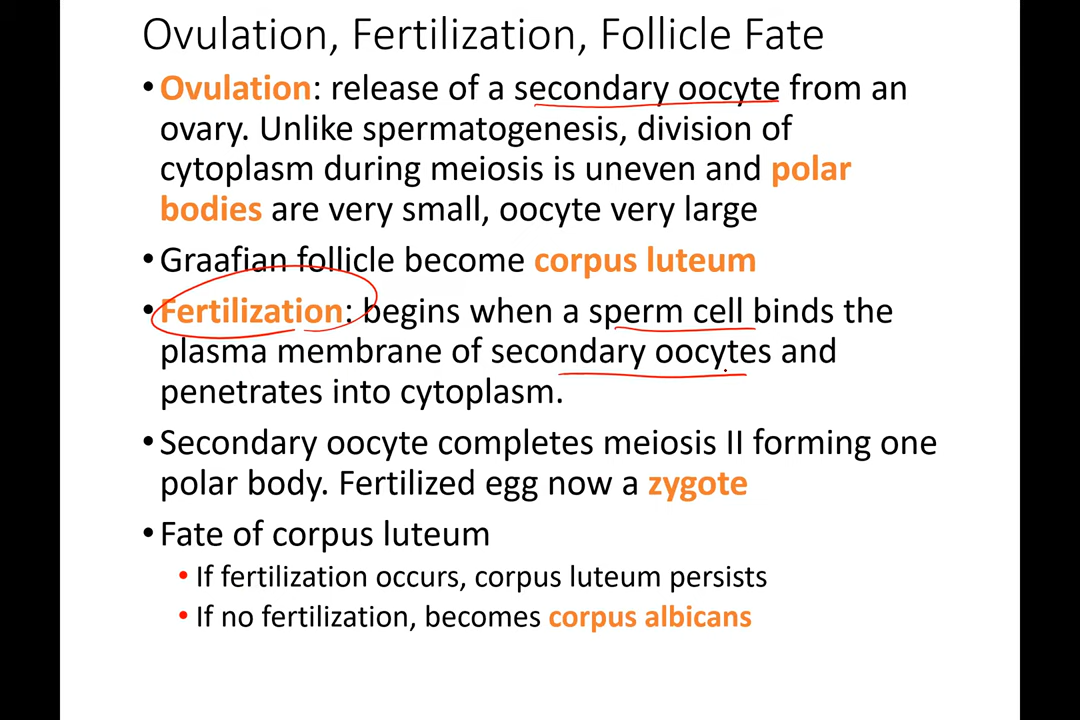 Ovulation, Fertilization, Follicle Fate
• Ovulation: release of a secondary oocyte from an
ovary. Unlike spermatogenesis, division of
cytoplasm during meiosis is uneven and polar
bodies are very small, oocyte very large
• Graafian follicle become corpus luteum
• Fertilization: begins when a sperm cell binds the
plasma membrane of secondary oocytes and
penetrates into cytoplasm.
• Secondary oocyte completes meiosis II forming one
polar body. Fertilized egg now a zygote
• Fate of corpus luteum
• If fertilization occurs, corpus luteum persists
• If no fertilization, becomes corpus albicans